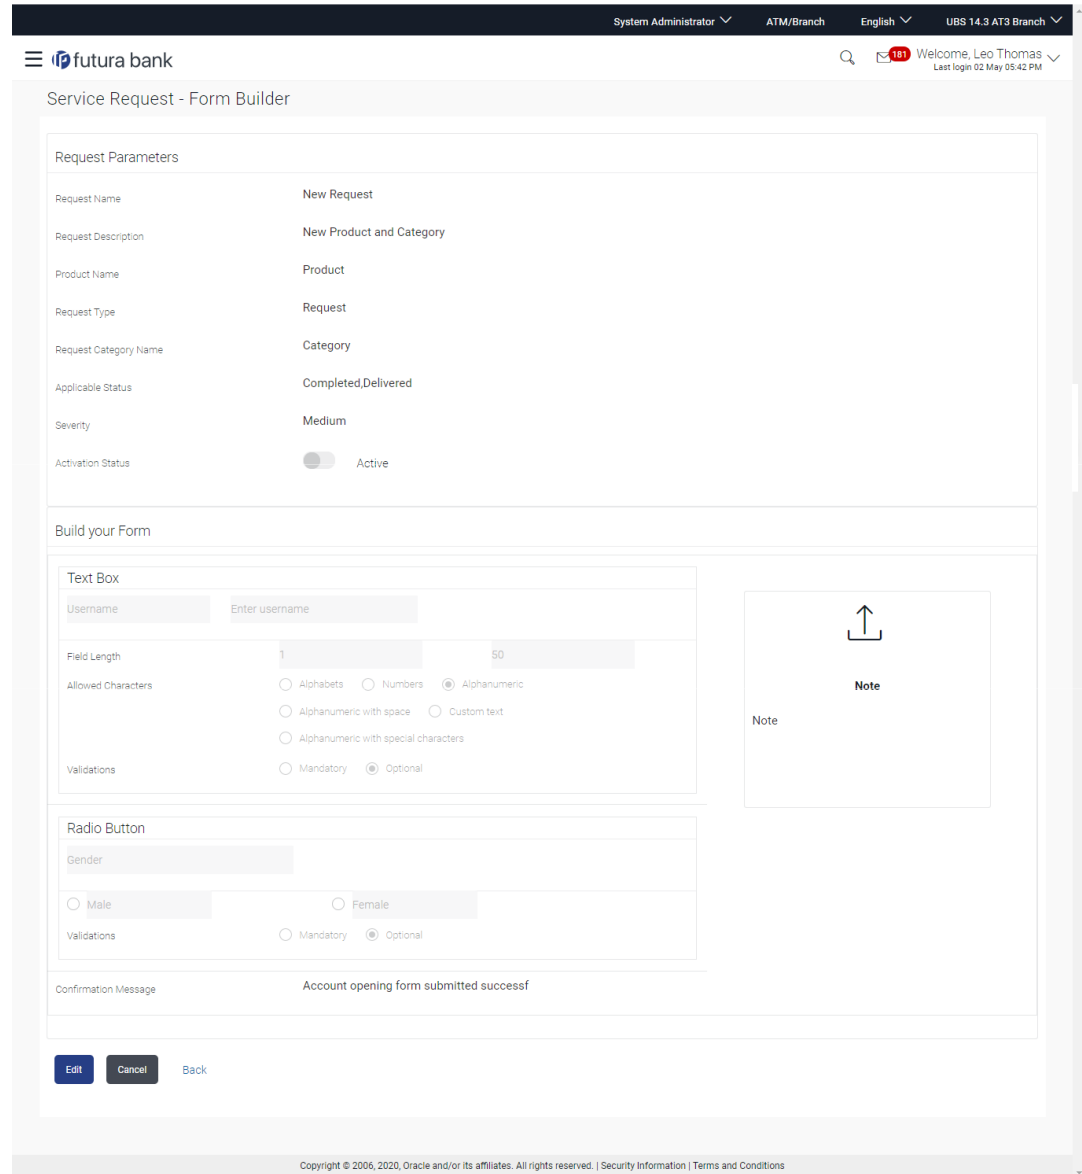 System Administrator ATM/Branch English UBS 14.3 AT3 Branch
futura bank 181 Welcome, Leo Thomas
Last login 02 May 05:42 PM
Service Request - Form Builder
Request Parameters
Request Name New Request
Request Description New Product and Category
Product Name Product
Request Type Request
Request Category Name Category
Applicable Status Completed,Delivered
Severity Medium
Activation Status Active
Build your Form
Text Box
Username Enter username
Field Length 1 50
Allowed Characters Alphabets Numbers Alphanumeric
Alphanumeric with space Custom text
Alphanumeric with special characters
Validations Mandatory Optional
Note
Note
Radio Button
Gender
Male Female
Validations Mandatory Optional
Confirmation Message Account opening form submitted successf
Edit Cancel Back
Copyright © 2006, 2020, Oracle and/or its affiliates. All rights reserved. | Security Information | Terms and Conditions